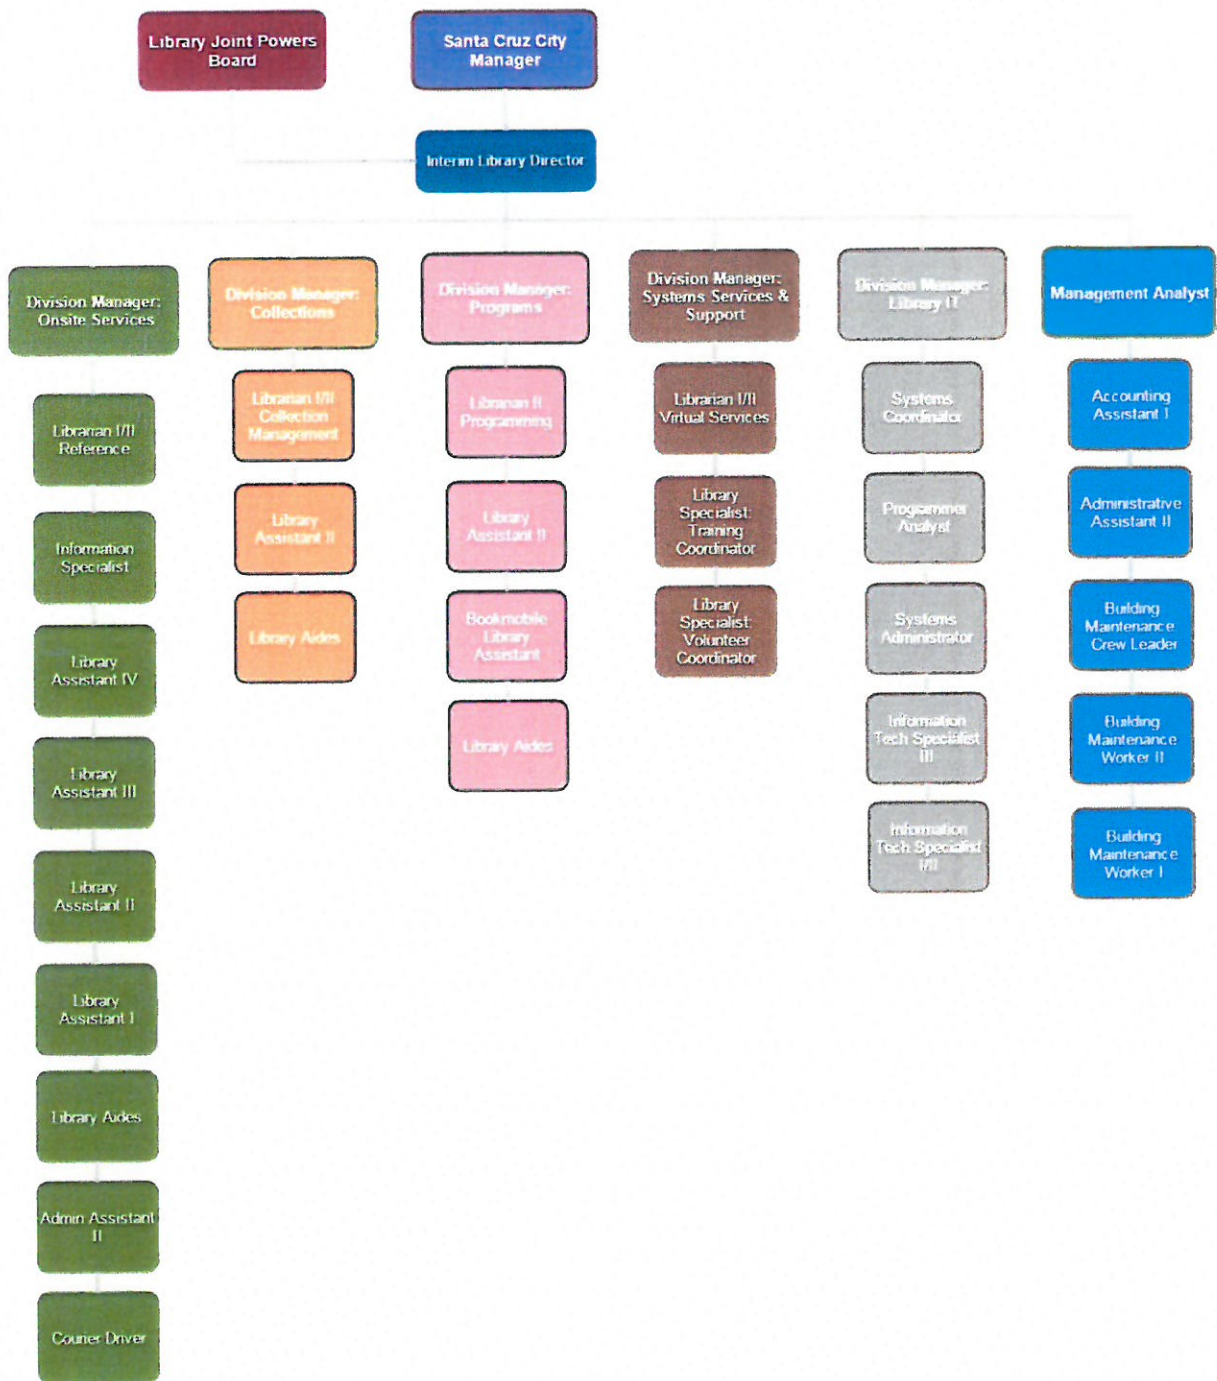 Library Joint Powers
Board
Santa Cruz City
Manager
Interim Library Director
Division Manager:
Onsite Services
Librarian I/II
Reference
Information
Specialist
Library
Assistant IV
Library
Assistant III
Library
Assistant II
Library
Assistant I
Library Aides
Admin Assistant
II
Courier Driver
Division Manager:
Collections
Librarian I/II
Collection
Management
Library
Assistant II
Library Aides
Division Manager:
Programs
Librarian II
Programming
Library
Assistant II
Bookmobile
Library
Assistant
Library Aides
Division Manager:
Systems Services &
Support
Librarian I/II
Virtual Services
Library
Specialist:
Training
Coordinator
Library
Specialist:
Volunteer
Coordinator
Division Manager:
Library IT
Systems
Coordinator
Programmer
Analyst
Systems
Administrator
Information
Tech Specialist
III
Information
Tech Specialist
I/II
Management Analyst
Accounting
Assistant I
Administrative
Assistant II
Building
Maintenance
Crew Leader
Building
Maintenance
Worker II
Building
Maintenance
Worker I